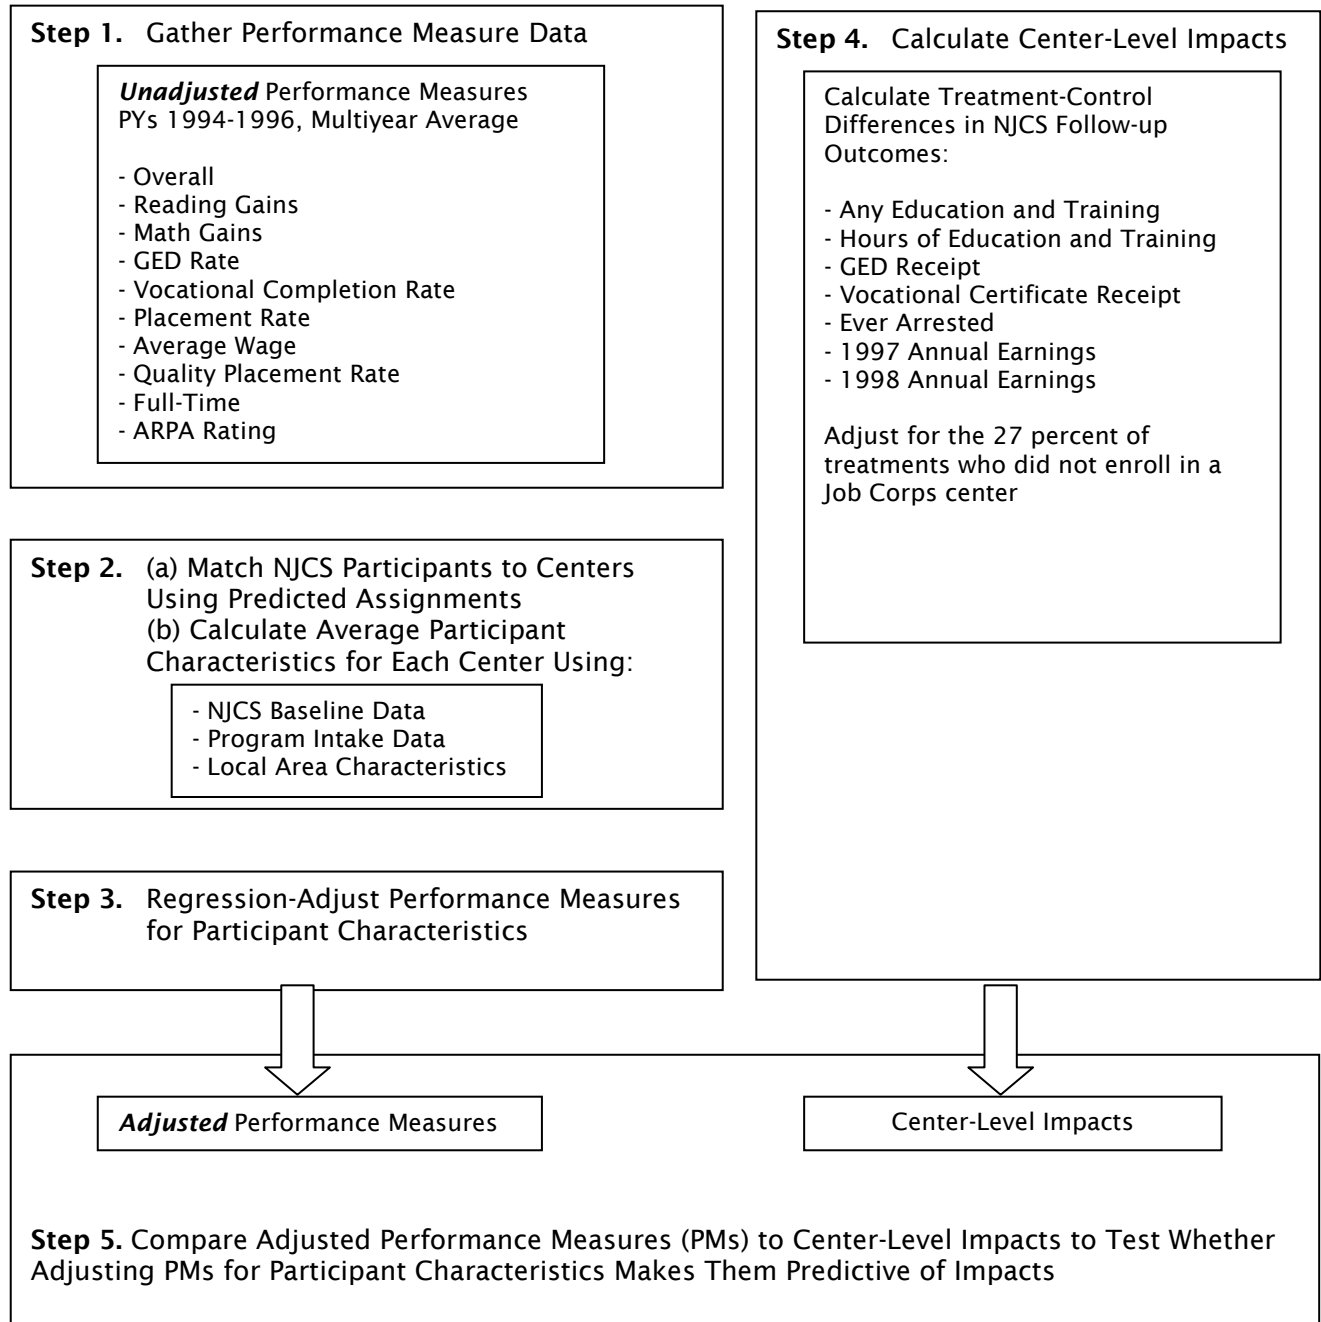 Step 1. Gather Performance Measure Data
Unadjusted Performance Measures
PYs 1994-1996, Multiyear Average
- Overall
- Reading Gains
- Math Gains
- GED Rate
- Vocational Completion Rate
- Placement Rate
- Average Wage
- Quality Placement Rate
- Full-Time
- ARPA Rating
Step 2. (a) Match NJCS Participants to Centers
Using Predicted Assignments
(b) Calculate Average Participant
Characteristics for Each Center Using:
- NJCS Baseline Data
- Program Intake Data
- Local Area Characteristics
Step 3. Regression-Adjust Performance Measures
for Participant Characteristics
Step 4. Calculate Center-Level Impacts
Calculate Treatment-Control
Differences in NJCS Follow-up
Outcomes:
- Any Education and Training
- Hours of Education and Training
- GED Receipt
- Vocational Certificate Receipt
- Ever Arrested
- 1997 Annual Earnings
- 1998 Annual Earnings
Adjust for the 27 percent of
treatments who did not enroll in a
Job Corps center
Adjusted Performance Measures
Center-Level Impacts
Step 5. Compare Adjusted Performance Measures (PMs) to Center-Level Impacts to Test Whether
Adjusting PMs for Participant Characteristics Makes Them Predictive of Impacts